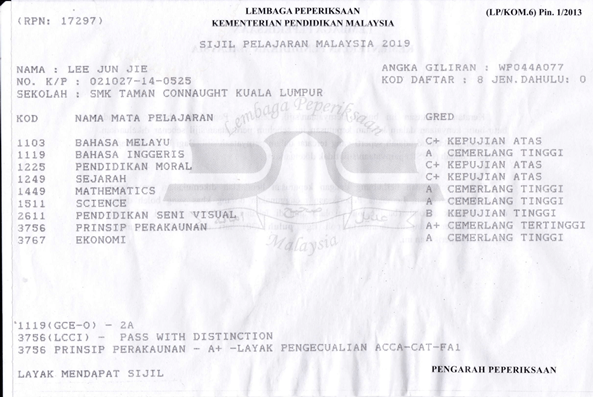 LEMBAGA PEPERIKSAAN
KEMENTERIAN PENDIDIKAN MALAYSIA
(LP/KOM.6) Pin. 1/2013
(RPN: 17297)
SIJIL PELAJARAN MALAYSIA 2019
NAMA : LEE JUN JIE
ANGKA GILIRAN : WP044A077
NO. K/P : 021027-14-0525
KOD DAFTAR : 8 JEN.DAHULU: 0
SEKOLAH : SMK TAMAN CONNAUGHT KUALA LUMPUR
KOD NAMA MATA PELAJARAN GRED
1103 BAHASA MELAYU C+ KEPUJIAN ATAS
1119 BAHASA INGGERIS A CEMERLANG TINGGI
1225 PENDIDIKAN MORAL C+ KEPUJIAN ATAS
1249 SEJARAH C+ KEPUJIAN ATAS
1449 MATHEMATICS A CEMERLANG TINGGI
1511 SCIENCE A CEMERLANG TINGGI
2611 PENDIDIKAN SENI VISUAL B KEPUJIAN TINGGI
3756 PRINSIP PERAKAUNAN A+ CEMERLANG TERTINGGI
3767 EKONOMI A CEMERLANG TINGGI
Lembaga Peperiksaan
Malaysia
1119(GCE-O) - 2A
3756(LCCI) - PASS WITH DISTINCTION
3756 PRINSIP PERAKAUNAN - A+ -LAYAK PENGECUALIAN ACCA-CAT-FA1
LAYAK MENDAPAT SIJIL
PENGARAH PEPERIKSAAN